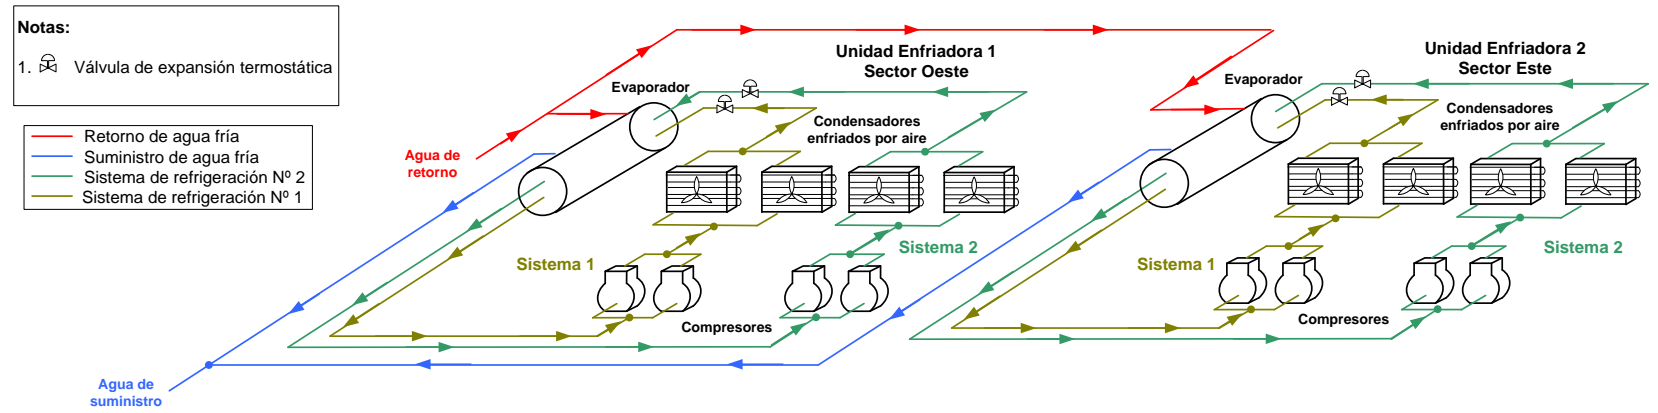 Notas:
1. Válvula de expansión termostática
Retorno de agua fría
Suministro de agua fría
Sistema de refrigeración Nº 2
Sistema de refrigeración Nº 1
Agua de
retorno
Agua de
suministro
Unidad Enfriadora 1
Sector Oeste
Evaporador
Condensadores
enfriados por aire
Sistema 1
Sistema 2
Compresores
Unidad Enfriadora 2
Sector Este
Evaporador
Condensadores
enfriados por aire
Sistema 1
Sistema 2
Compresores